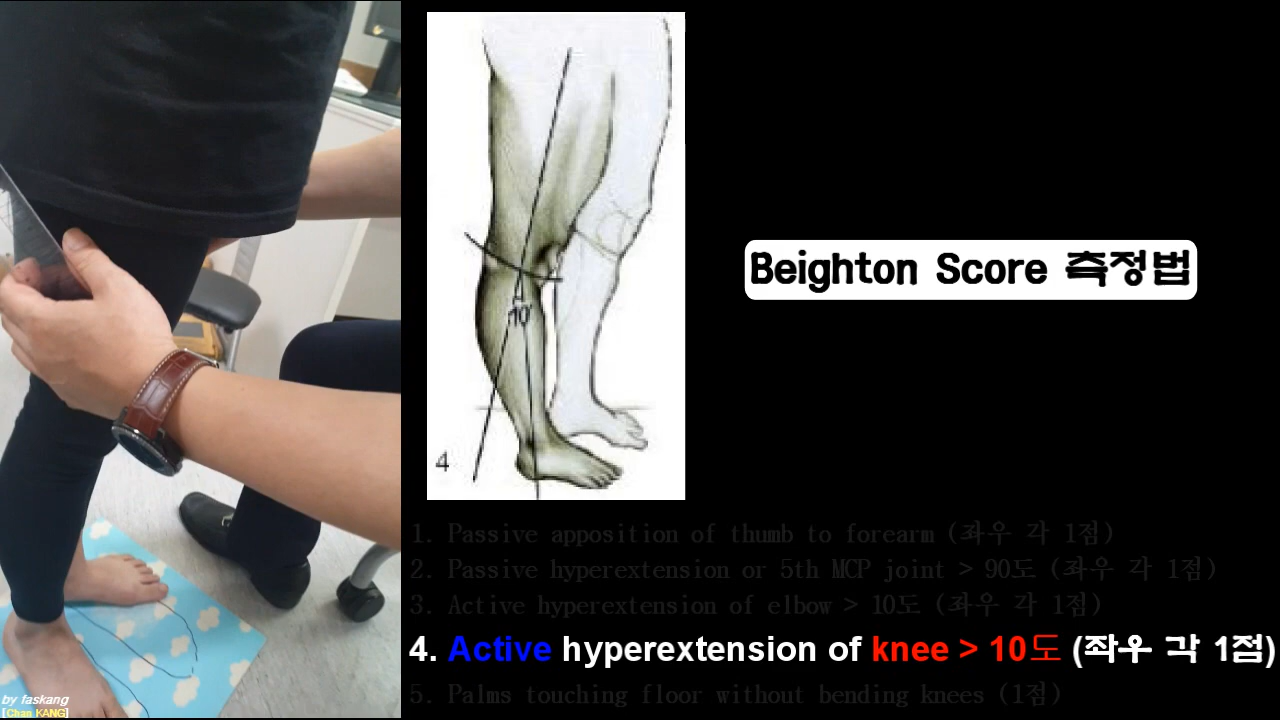 10°
4
Beighton Score 측정법
1. Passive apposition of thumb to forearm (좌우 각 1점)
2. Passive hyperextension or 5th MCP joint > 90도 (좌우 각 1점)
3. Active hyperextension of elbow > 10도 (좌우 각 1점)
4. Active hyperextension of knee > 10도 (좌우 각 1점)
5. Palms touching floor without bending knees (1점)
by faskang
[Chan KANG]